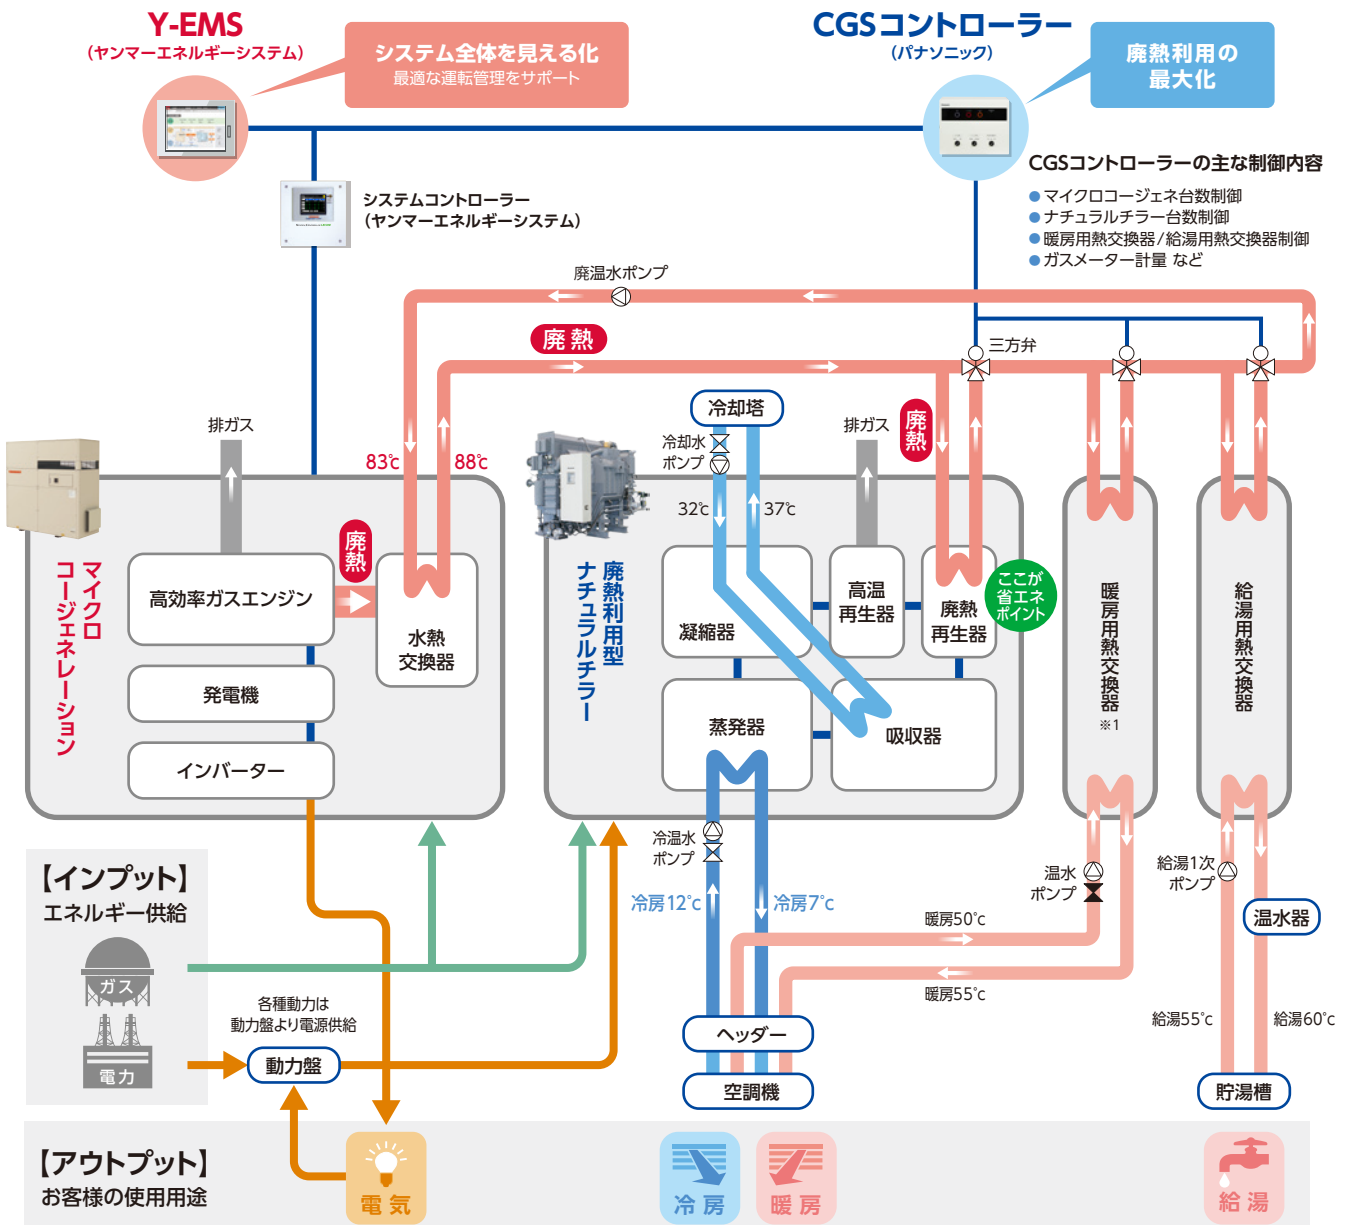 Y-EMS
（ヤンマーエネルギーシステム）
システム全体を見える化
最適な運転管理をサポート
CGSコントローラー
（パナソニック）
廃熱利用の
最大化
システムコントローラー
（ヤンマーエネルギーシステム）
CGSコントローラーの主な制御内容
●マイクロコージェネ台数制御
●ナチュラルチラー台数制御
●暖房用熱交換器/給湯用熱交換器制御
●ガスメーター計量 など
廃温水ポンプ
廃熱
三方弁
排ガス
83℃
88℃
冷却塔
冷却水
ポンプ
32℃
37℃
排ガス
廃熱
マイクロ
コージェネレーション
高効率ガスエンジン
廃熱
水熱
交換器
発電機
インバーター
廃熱利用型
ナチュラルチラー
凝縮器
高温
再生器
廃熱
再生器
ここが
省エネ
ポイント
蒸発器
吸収器
暖房用熱交換器
※1
給湯用熱交換器
冷温水
ポンプ
冷房12℃
冷房7℃
温水
ポンプ
給湯1次
ポンプ
温水器
暖房50℃
暖房55℃
給湯55℃
給湯60℃
【インプット】
エネルギー供給
ガス
電力
各種動力は
動力盤より電源供給
動力盤
ヘッダー
空調機
貯湯槽
【アウトプット】
お客様の使用用途
電気
冷房
暖房
給湯